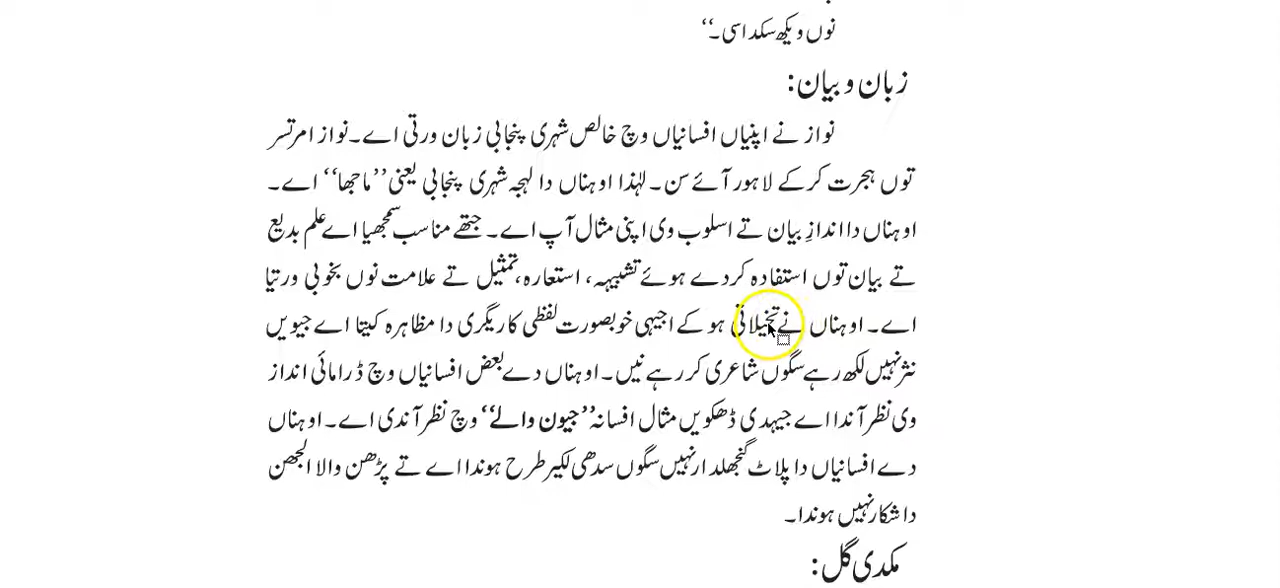 نوں ویکھ سکدا سی۔‘‘
زبان و بیان:
نواز نے اپنیاں افسانیاں وچ خالص شہری پنجابی زبان ورتی اے۔ نواز امرتسر
توں ہجرت کرکے لاہور آئے سن۔ لہٰذا اوہناں دا لہجہ شہری پنجابی یعنی ’’ماجھا‘‘ اے۔
اوہناں دا اندازِ بیان تے اسلوب وی اپنی مثال آپ اے۔ جتھے مناسب سمجھیا اے علم بدیع
تے بیان توں استفادہ کردے ہوئے تشبیہہ، استعارہ، تمثیل تے علامت نوں بخوبی ورتیا
اے۔ اوہناں نے تخیلاتی ہو کے اجیہی خوبصورت لفظی کاریگری دا مظاہرہ کیتا اے جیویں
نثر نہیں لکھ رہے سگوں شاعری کر رہے نیں۔ اوہناں دے بعض افسانیاں وچ ڈرامائی انداز
وی نظر آندا اے جیہدی ڈھکویں مثال افسانہ ’’جیون والے‘‘ وچ نظر آندی اے۔ اوہناں
دے افسانیاں دا پلاٹ گنجھلدار نہیں سگوں سدھی لکیر طرح ہوندا اے تے پڑھن والا الجھن
دا شکار نہیں ہوندا۔
مکدی گل: